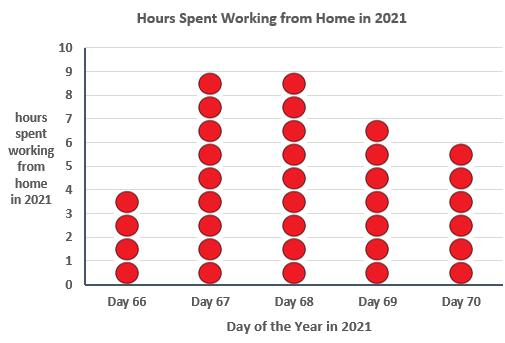 Hours Spent Working from Home in 2021
10
9
8
7
6
5
4
3
2
1
0
hours
spent
working
from
home
in 2021
Day 66 Day 67 Day 68 Day 69 Day 70
Day of the Year in 2021